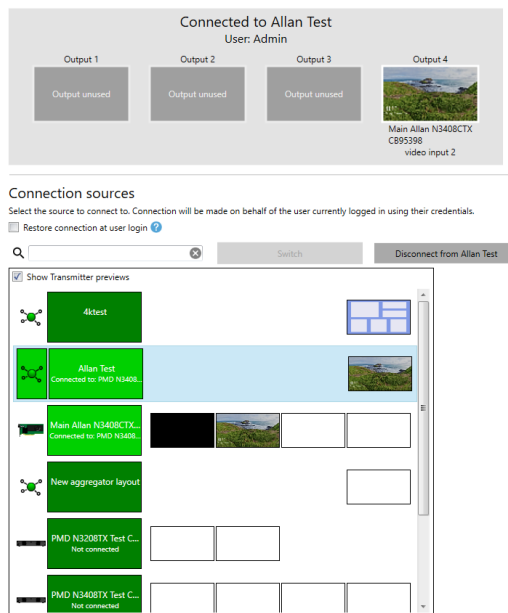 Connected to Allan Test
User: Admin
Output 1
Output 2
Output 3
Output 4
Output unused
Output unused
Output unused
Main Allan N3408CTX
CB95398
video input 2
Connection sources
Select the source to connect to. Connection will be made on behalf of the user currently logged in using their credentials.
Restore connection at user login ?
Switch
Disconnect from Allan Test
Show Transmitter previews
4ktest
Allan Test
Connected to: PMD N3408...
Main Allan N3408CTX...
Connected to: PMD N3408...
New aggregator layout
PMD N3208TX Test C...
Not connected
PMD N3408TX Test C...
Not connected